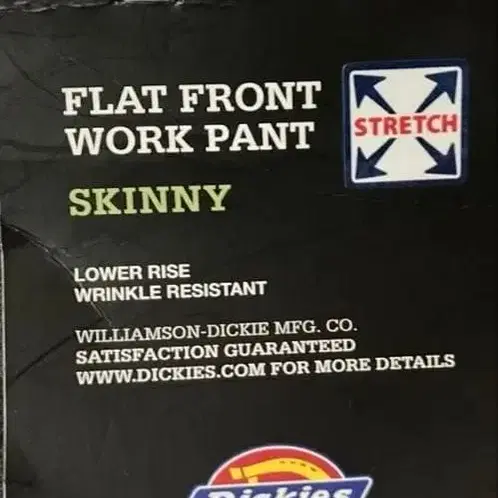 FLAT FRONT
WORK PANT
STRETCH
SKINNY
LOWER RISE
WRINKLE RESISTANT
WILLIAMSON-DICKIE MFG. CO.
SATISFACTION GUARANTEED
WWW.DICKIES.COM FOR MORE DETAILS
Dickies